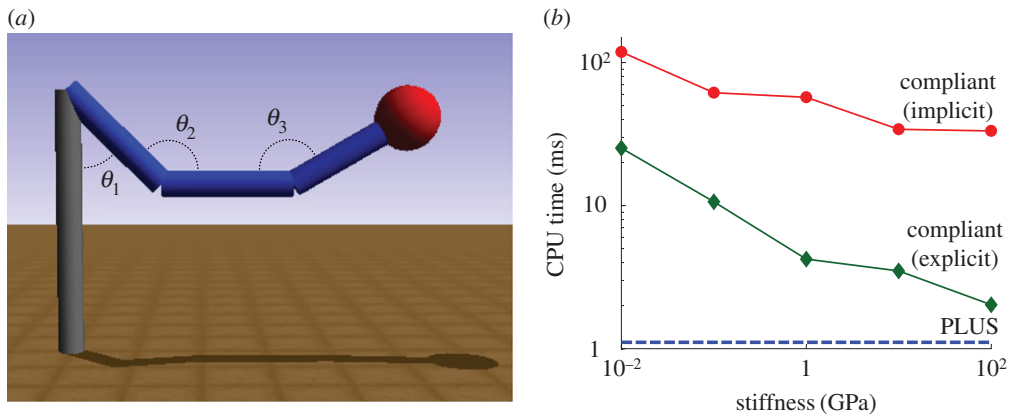 (a)
θ1
θ2
θ3
(b)
CPU time (ms)
10²
10
1
compliant
(implicit)
compliant
(explicit)
PLUS
10⁻²
1
10²
stiffness (GPa)